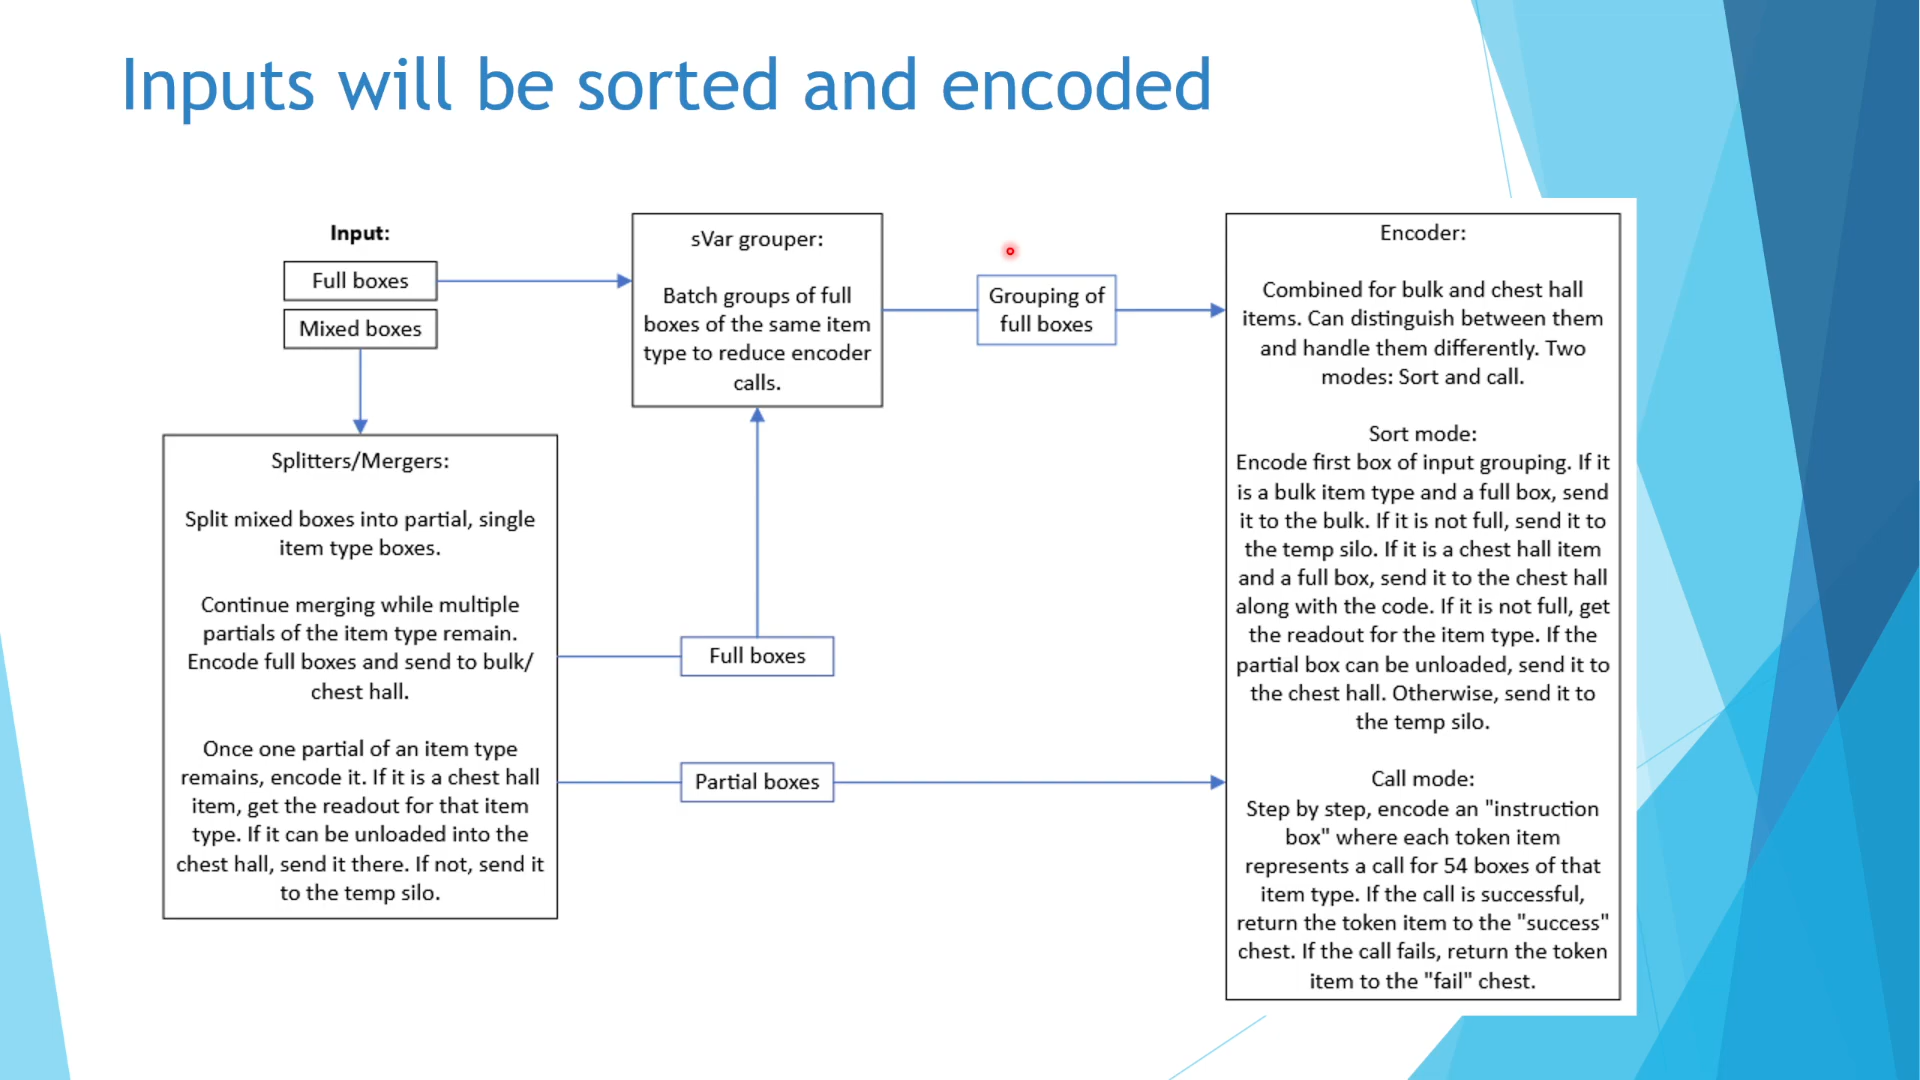 Inputs will be sorted and encoded
Input:
Full boxes
Mixed boxes
Splitters/Mergers:
Split mixed boxes into partial, single
item type boxes.
Continue merging while multiple
partials of the item type remain.
Encode full boxes and send to bulk/
chest hall.
Once one partial of an item type
remains, encode it. If it is a chest hall
item, get the readout for that item
type. If it can be unloaded into the
chest hall, send it there. If not, send it
to the temp silo.
sVar grouper:
Batch groups of full
boxes of the same item
type to reduce encoder
calls.
Full boxes
Partial boxes
Grouping of
full boxes
Encoder:
Combined for bulk and chest hall
items. Can distinguish between them
and handle them differently. Two
modes: Sort and call.
Sort mode:
Encode first box of input grouping. If it
is a bulk item type and a full box, send
it to the bulk. If it is not full, send it to
the temp silo. If it is a chest hall item
and a full box, send it to the chest hall
along with the code. If it is not full, get
the readout for the item type. If the
partial box can be unloaded, send it to
the chest hall. Otherwise, send it to
the temp silo.
Call mode:
Step by step, encode an "instruction
box" where each token item
represents a call for 54 boxes of that
item type. If the call is successful,
return the token item to the "success"
chest. If the call fails, return the token
item to the "fail" chest.